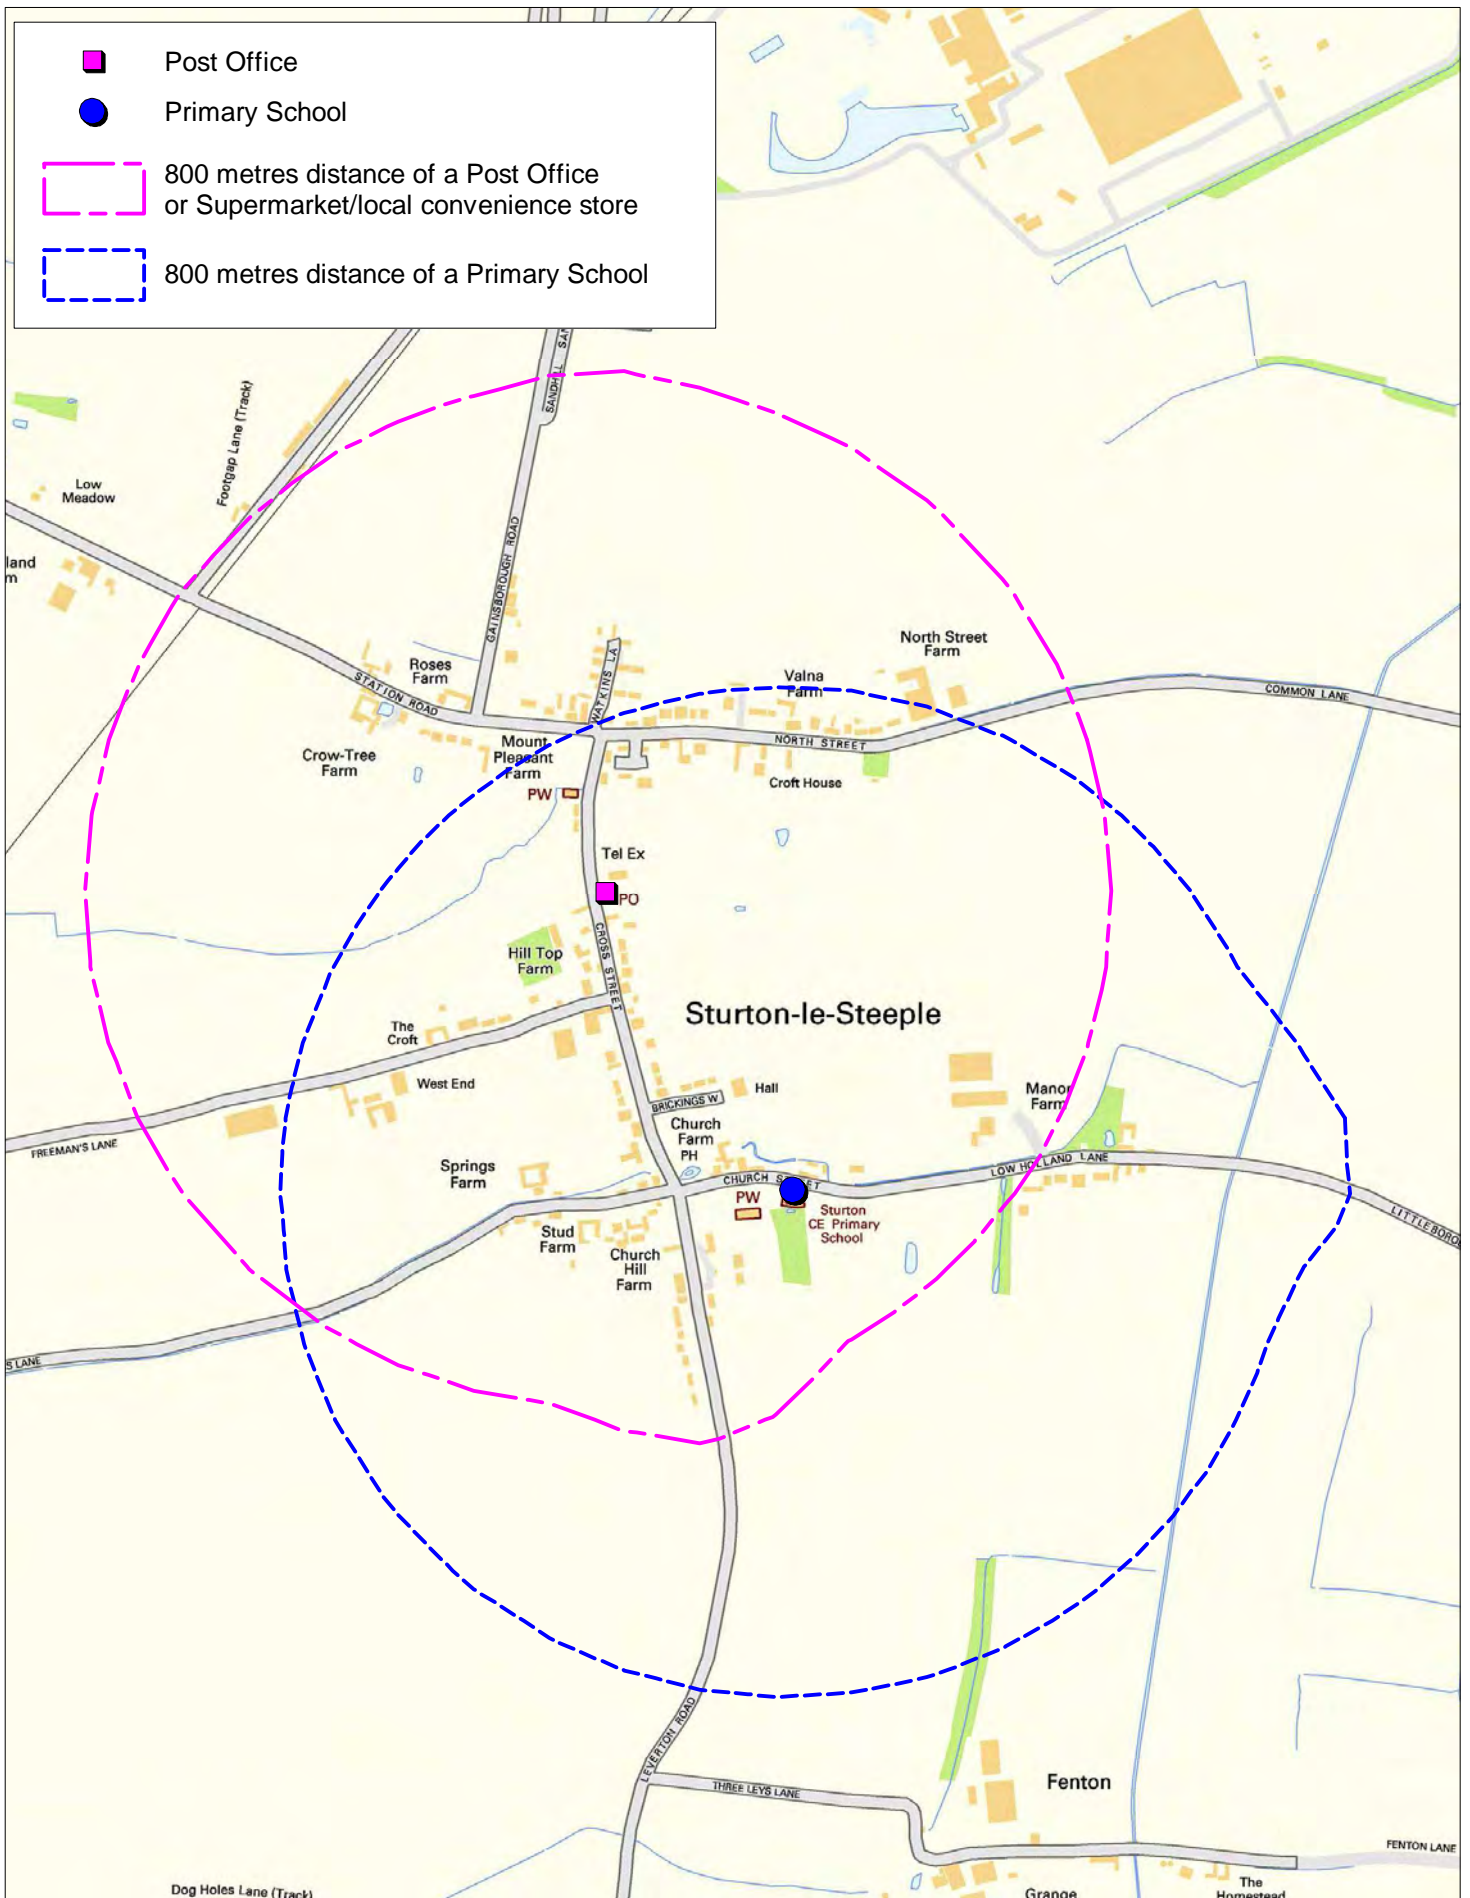 Post Office
Primary School
800 metres distance of a Post Office
or Supermarket/local convenience store
800 metres distance of a Primary School
SANDHILL
Footgap Lane (Track)
Low
Meadow
GAINSBOROUGH ROAD
WATKINS LA
North Street
Farm
Roses
Farm
Valna
Farm
STATION ROAD
COMMON LANE
Crow-Tree
Farm
Mount
Pleasant
Farm
NORTH STREET
Croft House
PW
Tel Ex
PO
CROSS STREET
Hill Top
Farm
Sturton-le-Steeple
The
Croft
West End
Hall
BRICKINGS W
Manor
Farm
FREEMAN'S LANE
Church
Farm
PH
Springs
Farm
CHURCH STREET
LOW HOLLAND LANE
PW
Sturton
CE Primary
School
Stud
Farm
Church
Hill
Farm
S LANE
LEVERTON ROAD
THREE LEYS LANE
Fenton
FENTON LANE
Dog Holes Lane (Track)
Grange
The
Homestead